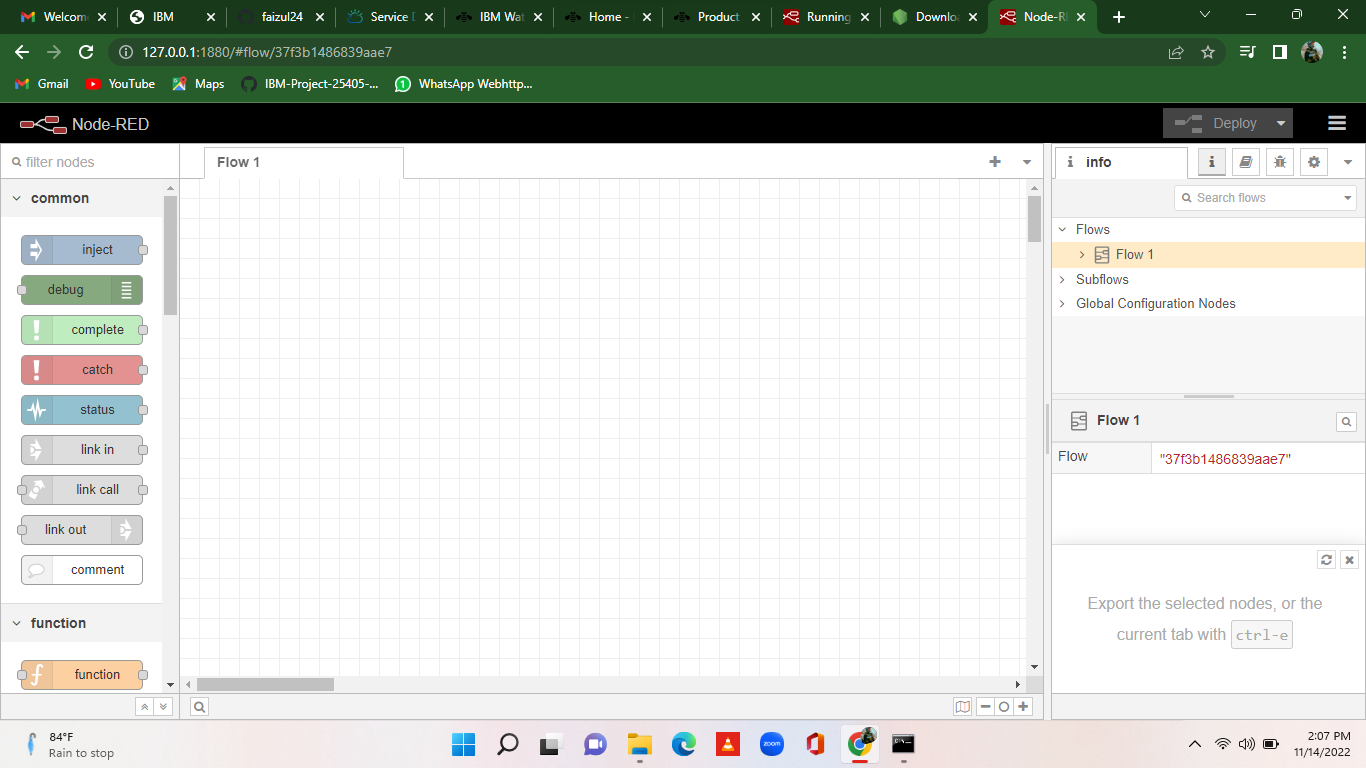 Welcome
IBM
faizul24
Service D
IBM Wat
Home -
Product
Running
Downloa
Node-RE
127.0.0.1:1880/#flow/37f3b1486839aae7
Gmail
YouTube
Maps
IBM-Project-25405-...
1
WhatsApp Webhttp...
Node-RED
Deploy
filter nodes
Flow 1
i
info
i
Search flows
common
inject
debug
complete
catch
status
link in
link call
link out
comment
function
function
Flows
Flow 1
Subflows
Global Configuration Nodes
Flow 1
Flow
"37f3b1486839aae7"
Export the selected nodes, or the
current tab with ctrl-e
84°F
Rain to stop
zoom
2:07 PM
11/14/2022